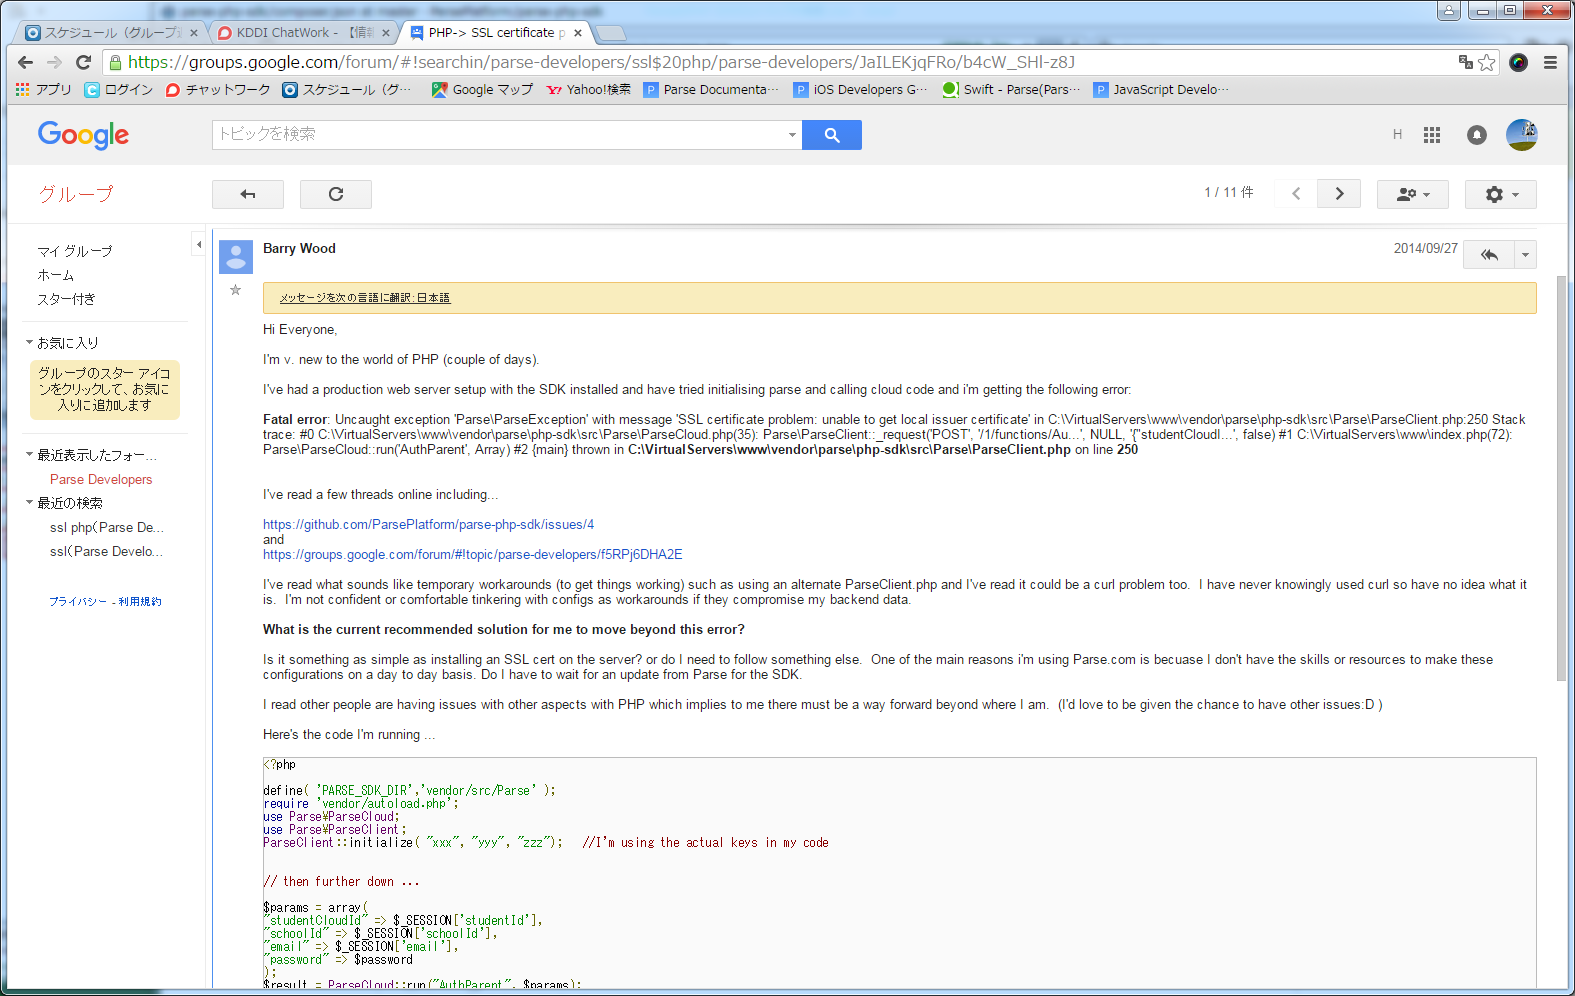 スケジュール（グループ
KDDI ChatWork - 【情
PHP-> SSL certificate p
https://groups.google.com/forum/#!searchin/parse-developers/ssl$20php/parse-developers/JaILEKjqFRo/b4cW_SHl-z8J
アプリ ログイン チャットワーク スケジュール（グ… Google マップ Yahoo!検索 Parse Documenta… iOS Developers G… Swift - Parse(Pars… JavaScript Develo…
Google
トピックを検索
H
グループ
1 / 11 件
マイ グループ
ホーム
スター付き
お気に入り
グループのスター アイコ
ンをクリックして、お気に
入りに追加します
最近表示したフォー...
Parse Developers
最近の検索
ssl php(Parse De...
ssl(Parse Develo...
プライバシー - 利用規約
Barry Wood
2014/09/27
メッセージを次の言語に翻訳: 日本語
Hi Everyone,
I'm v. new to the world of PHP (couple of days).
I've had a production web server setup with the SDK installed and have tried initialising parse and calling cloud code and i'm getting the following error:
Fatal error: Uncaught exception 'Parse\ParseException' with message 'SSL certificate problem: unable to get local issuer certificate' in C:\VirtualServers\www\vendor\parse\php-sdk\src\Parse\ParseClient.php:250 Stack
trace: #0 C:\VirtualServers\www\vendor\parse\php-sdk\src\Parse\ParseCloud.php(35): Parse\ParseClient::_request('POST', '/1/functions/Au...', NULL, '{"studentCloudI...', false) #1 C:\VirtualServers\www\index.php(72):
Parse\ParseCloud::run('AuthParent', Array) #2 {main} thrown in C:\VirtualServers\www\vendor\parse\php-sdk\src\Parse\ParseClient.php on line 250
I've read a few threads online including...
https://github.com/ParsePlatform/parse-php-sdk/issues/4
and
https://groups.google.com/forum/#!topic/parse-developers/f5RPj6DHA2E
I've read what sounds like temporary workarounds (to get things working) such as using an alternate ParseClient.php and I've read it could be a curl problem too.  I have never knowingly used curl so have no idea what it
is.  I'm not confident or comfortable tinkering with configs as workarounds if they compromise my backend data.
What is the current recommended solution for me to move beyond this error?
Is it something as simple as installing an SSL cert on the server? or do I need to follow something else.  One of the main reasons i'm using Parse.com is becuase I don't have the skills or resources to make these
configurations on a day to day basis. Do I have to wait for an update from Parse for the SDK.
I read other people are having issues with other aspects with PHP which implies to me there must be a way forward beyond where I am.  (I'd love to be given the chance to have other issues:D )
Here's the code I'm running ...
<?php
define( 'PARSE_SDK_DIR','vendor/src/Parse' );
require 'vendor/autoload.php';
use Parse¥ParseCloud;
use Parse¥ParseClient;
ParseClient::initialize( "xxx", "yyy", "zzz");   //I'm using the actual keys in my code
// then further down ...
$params = array(
"studentCloudId" => $_SESSION['studentId'],
"schoolId" => $_SESSION['schoolId'],
"email" => $_SESSION['email'],
"password" => $password
);
$result = ParseCloud::run("AuthParent", $params);